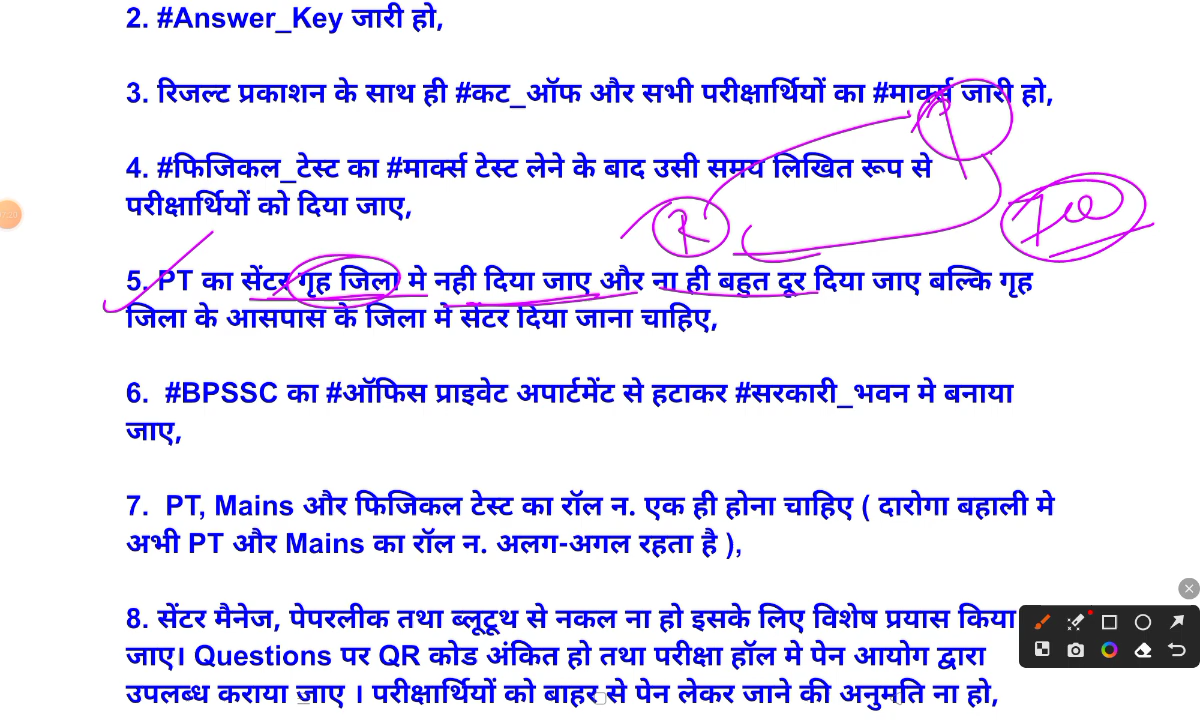 2. #Answer_Key जारी हो,
3. रिजल्ट प्रकाशन के साथ ही #कट_ऑफ और सभी परीक्षार्थियों का #मार्क्स जारी हो,
4. #फिजिकल_टेस्ट का #मार्क्स टेस्ट लेने के बाद उसी समय लिखित रूप से
परीक्षार्थियों को दिया जाए,
5. PT का सेंटर गृह जिला मे नही दिया जाए और ना ही बहुत दूर दिया जाए बल्कि गृह
जिला के आसपास के जिला मे सेंटर दिया जाना चाहिए,
6. #BPSSC का #ऑफिस प्राइवेट अपार्टमेंट से हटाकर #सरकारी_भवन मे बनाया
जाए,
7. PT, Mains और फिजिकल टेस्ट का रॉल न. एक ही होना चाहिए ( दारोगा बहाली मे
अभी PT और Mains का रॉल न. अलग-अगल रहता है ),
8. सेंटर मैनेज, पेपरलीक तथा ब्लूटूथ से नकल ना हो इसके लिए विशेष प्रयास किया
जाए। Questions पर QR कोड अंकित हो तथा परीक्षा हॉल मे पेन आयोग द्वारा
उपलब्ध कराया जाए । परीक्षार्थियों को बाहर से पेन लेकर जाने की अनुमति ना हो,